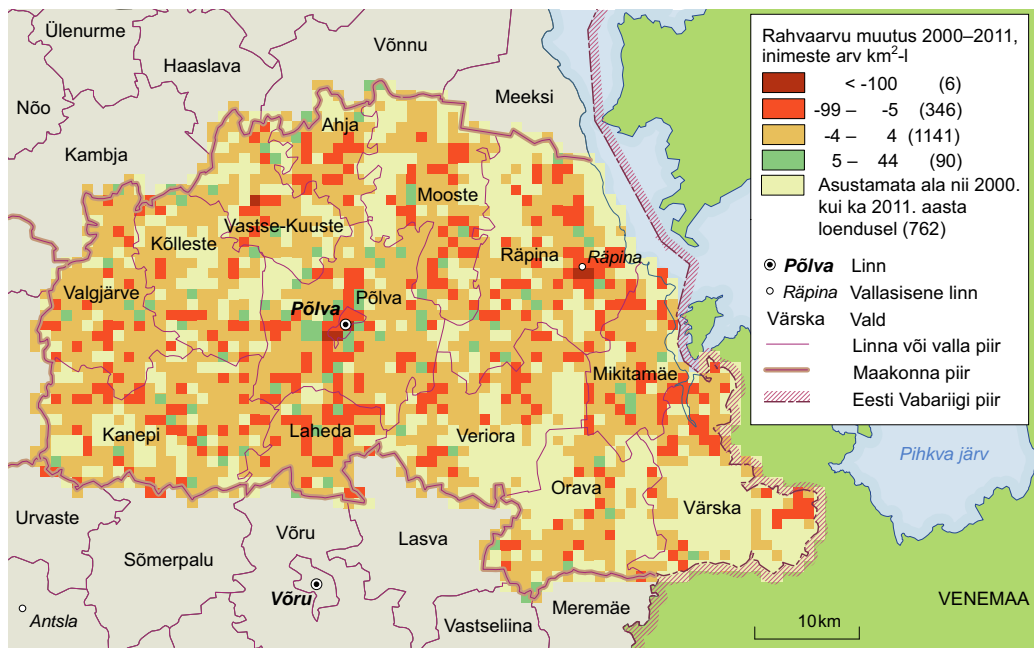 Ülenurme
Haaslava
Võnnu
Nõo
Meeksi
Kambja
Ahja
Mooste
Vastse-Kuuste
Kõlleste
Räpina
Räpina
Valgjärve
Põlva
Põlva
Mikitamäe
Kanepi
Laheda
Veriora
Orava
Värska
Urvaste
Sõmerpalu
Võru
Lasva
Võru
Antsla
Vastseliina
Meremäe
Pihkva järv
VENEMAA
10 km
Rahvaarvu muutus 2000–2011,
inimeste arv km²-l
< -100 (6)
-99 – -5 (346)
-4 – 4 (1141)
5 – 44 (90)
Asustamata ala nii 2000.
kui ka 2011. aasta
loendusel (762)
Põlva Linn
Räpina Vallasisene linn
Värska Vald
Linna või valla piir
Maakonna piir
Eesti Vabariigi piir